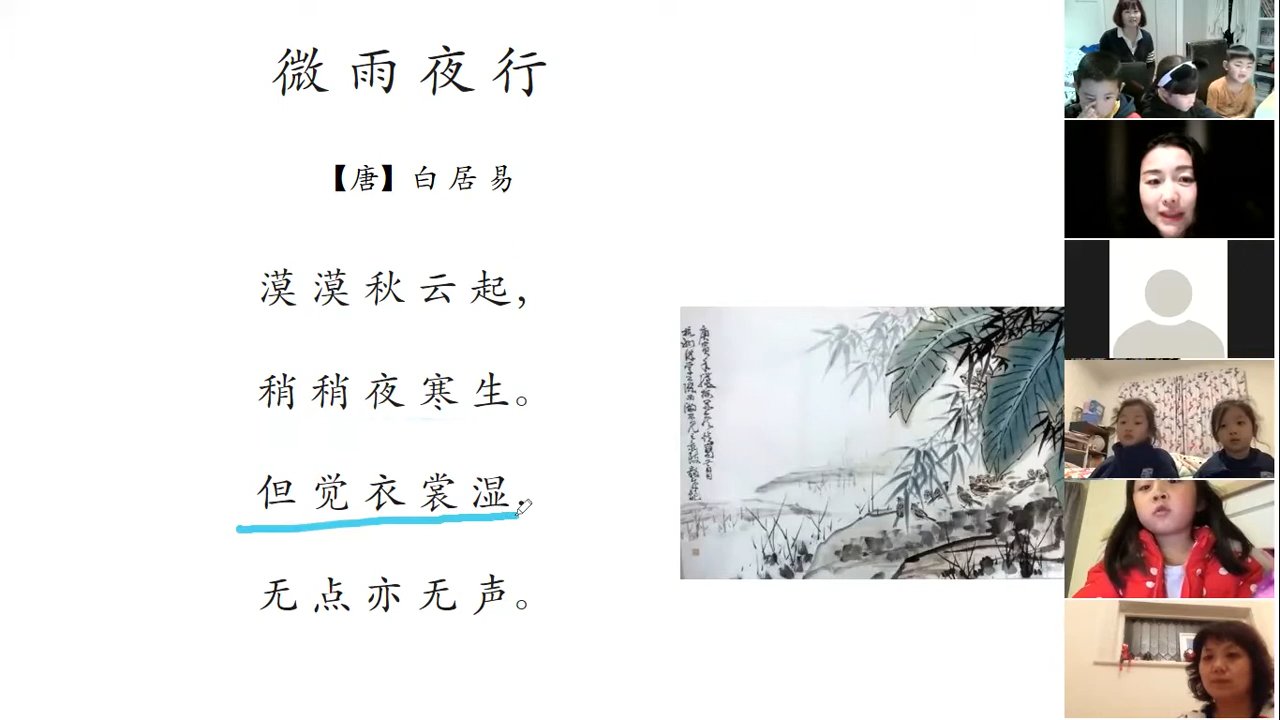 微雨夜行
【唐】白居易
漠漠秋云起，
稍稍夜寒生。
但觉衣裳湿，
无点亦无声。